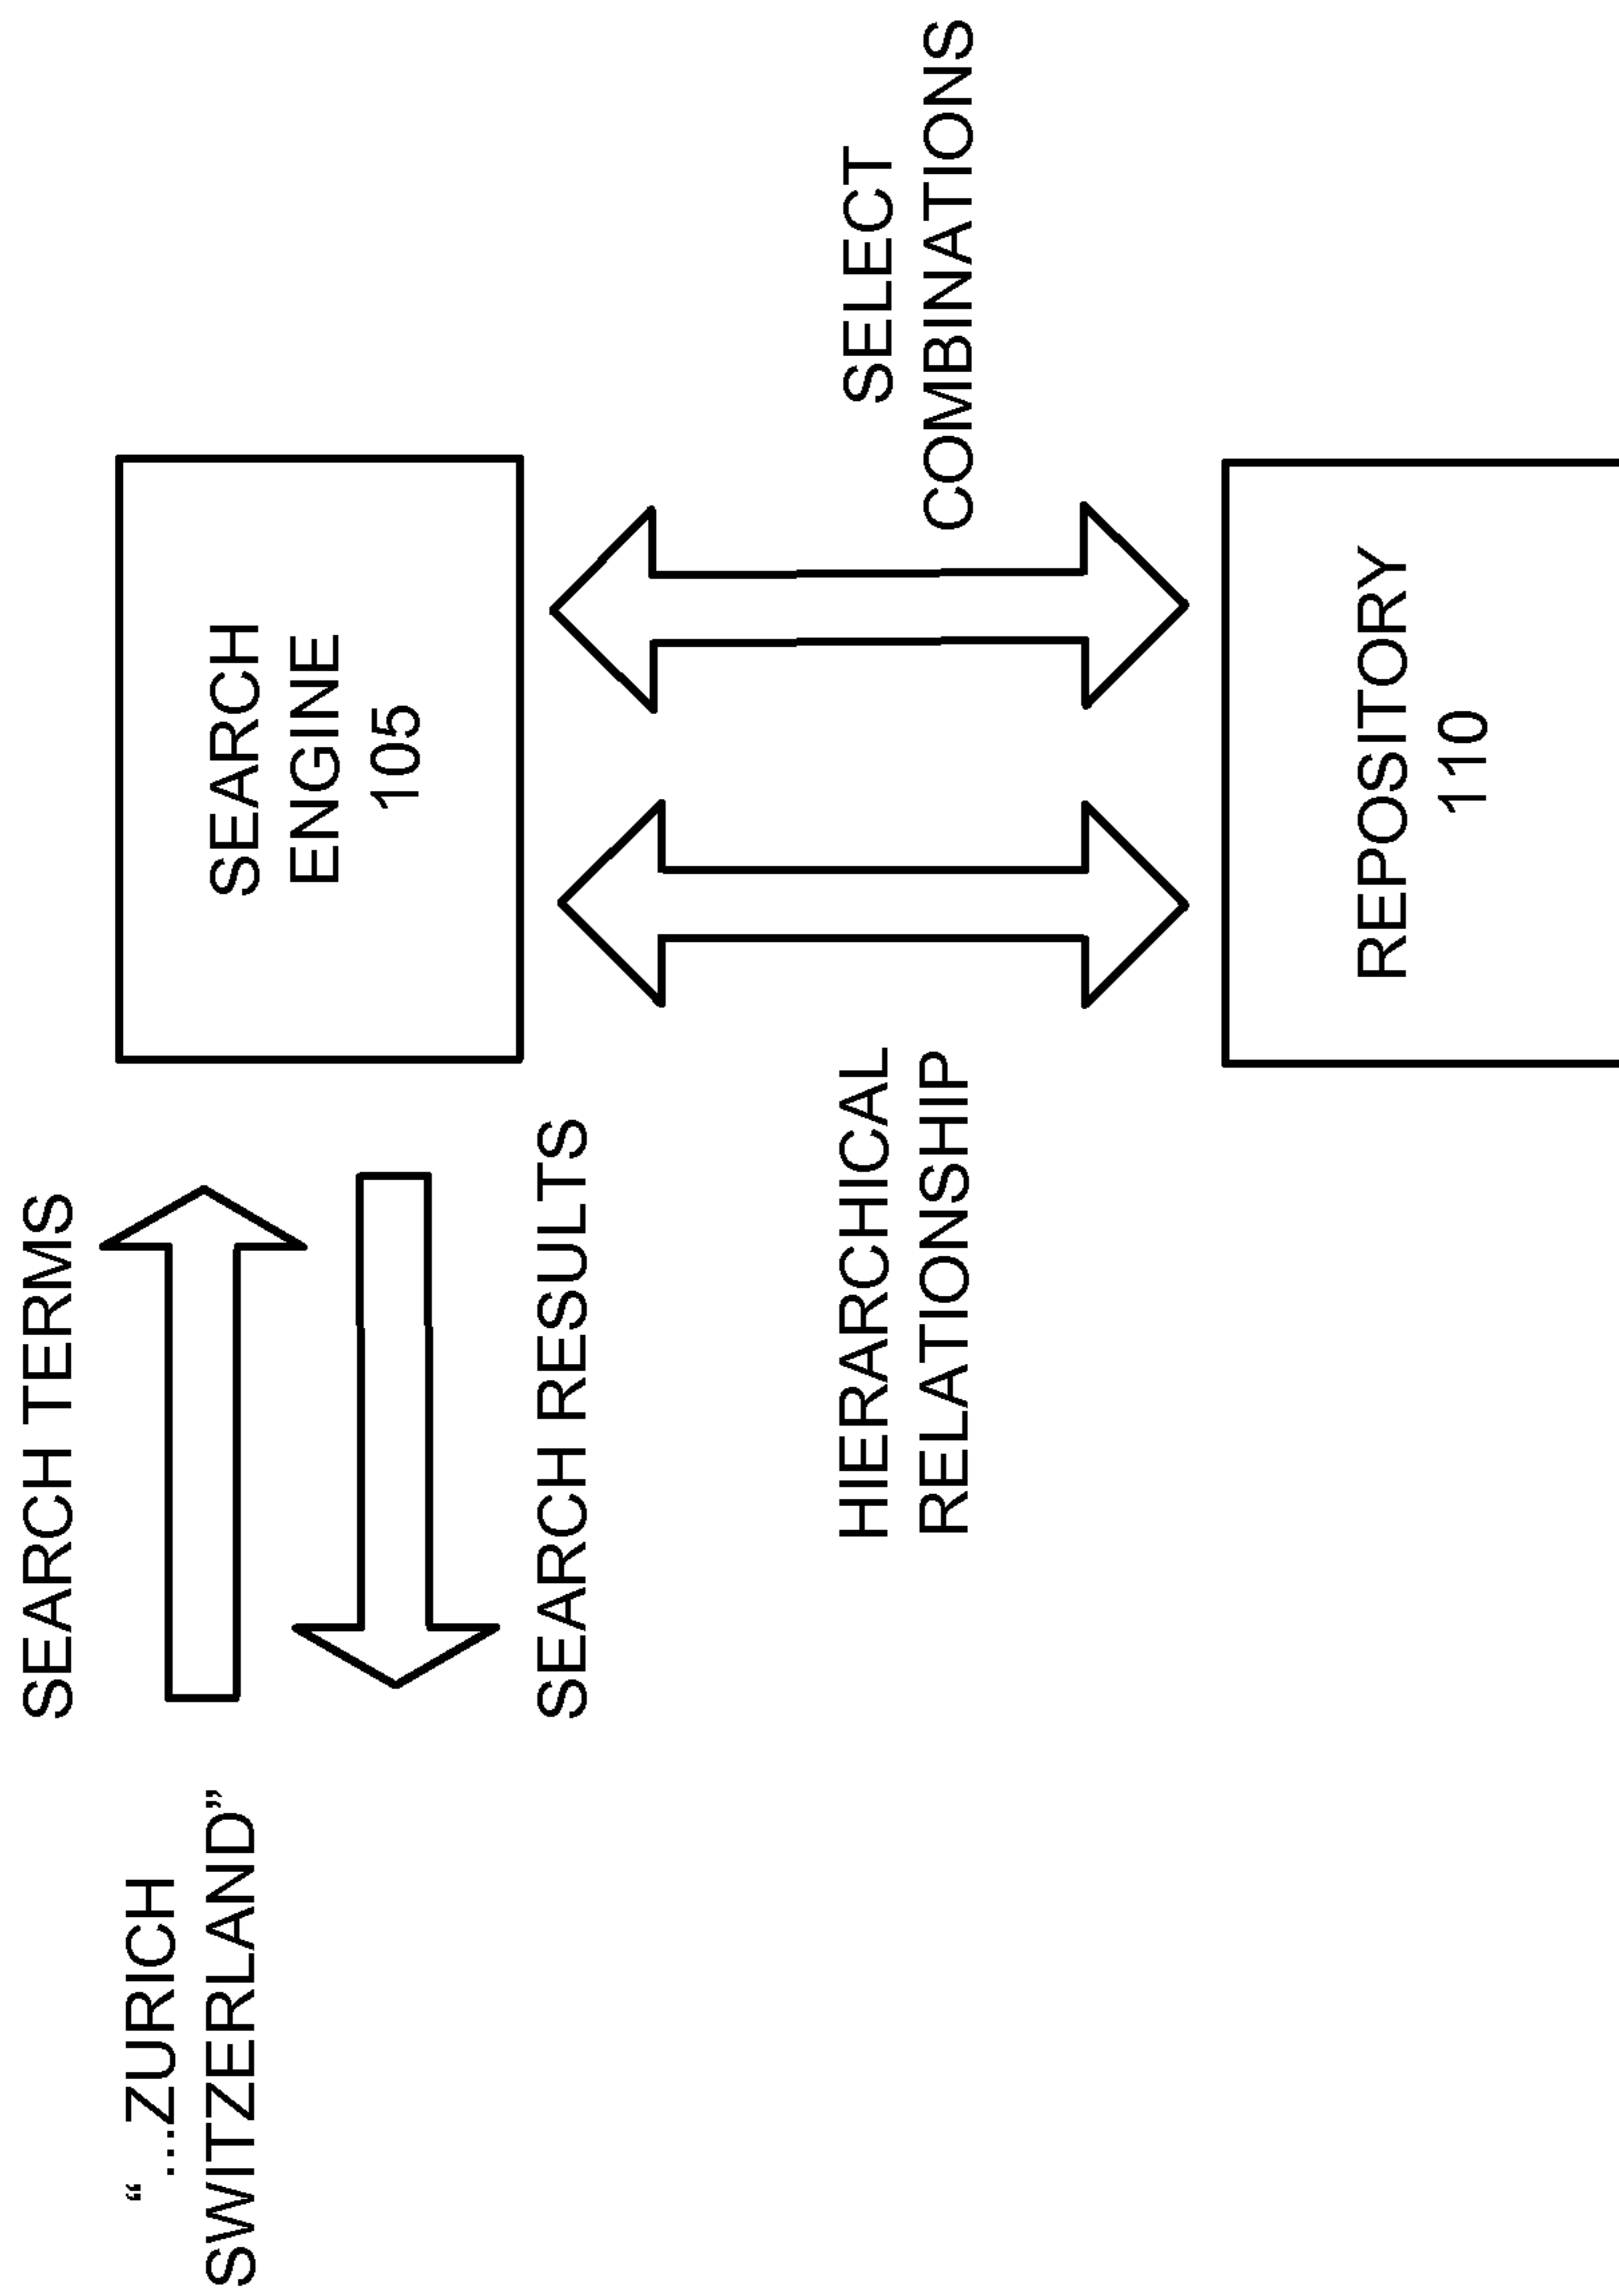 SEARCH TERMS
“ ...ZURICH
SWITZERLAND”
SEARCH
ENGINE
105
SEARCH RESULTS
HIERARCHICAL
RELATIONSHIP
SELECT
COMBINATIONS
REPOSITORY
110